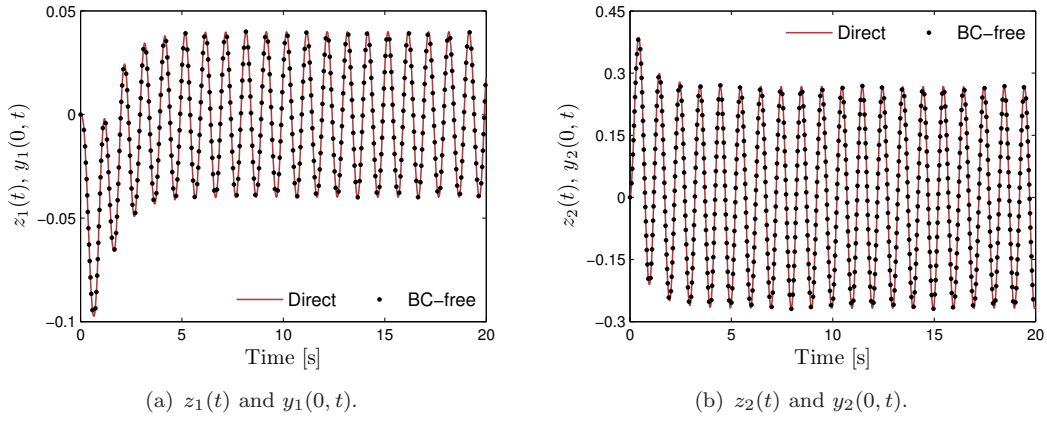 0.05
0
−0.05
−0.1
z1(t), y1(0, t)
Direct
BC−free
0 5 10 15 20
Time [s]
(a) z1(t) and y1(0, t).
0.45
0.3
0.15
0
−0.15
−0.3
z2(t), y2(0, t)
Direct
BC−free
0 5 10 15 20
Time [s]
(b) z2(t) and y2(0, t).